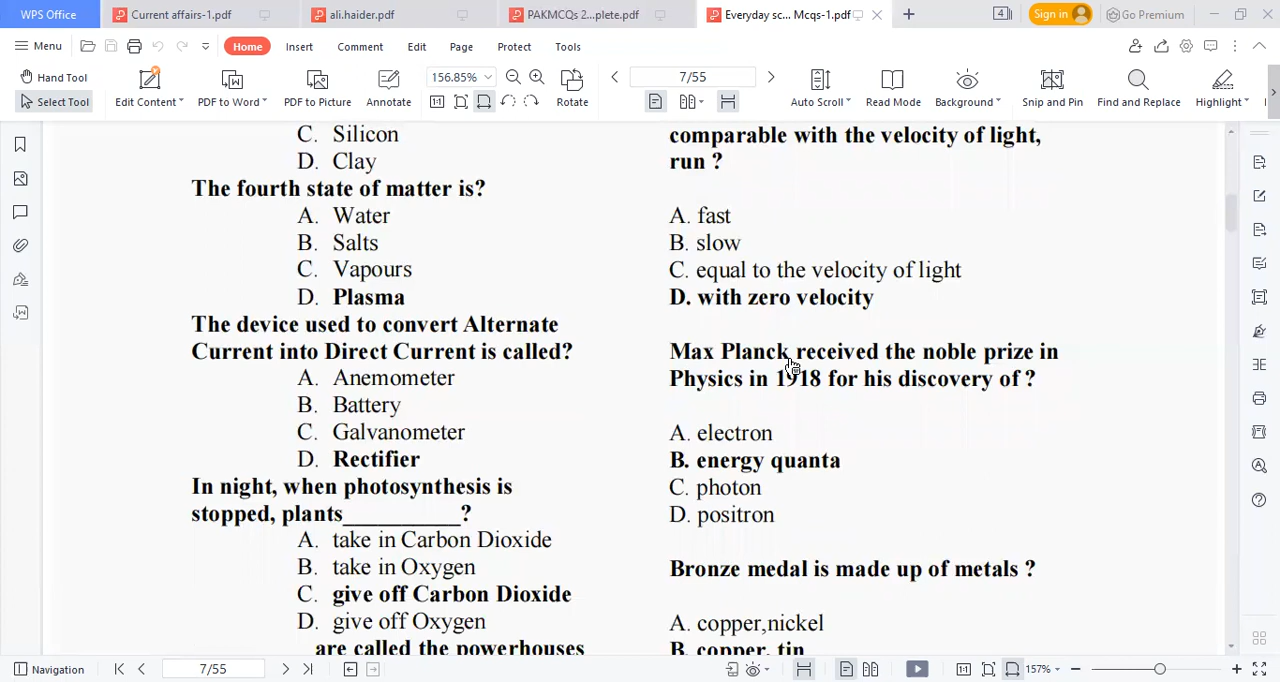 WPS Office
Current affairs-1.pdf
ali.haider.pdf
PAKMCQs 2...plete.pdf
Everyday sc... Mcqs-1.pdf
4
Sign in
Go Premium
Menu
Home
Insert
Comment
Edit
Page
Protect
Tools
Hand Tool
Select Tool
Edit Content
PDF to Word
PDF to Picture
Annotate
156.85%
Rotate
7/55
Auto Scroll
Read Mode
Background
Snip and Pin
Find and Replace
Highlight
C. Silicon
D. Clay
The fourth state of matter is?
A. Water
B. Salts
C. Vapours
D. Plasma
The device used to convert Alternate
Current into Direct Current is called?
A. Anemometer
B. Battery
C. Galvanometer
D. Rectifier
In night, when photosynthesis is
stopped, plants__________?
A. take in Carbon Dioxide
B. take in Oxygen
C. give off Carbon Dioxide
D. give off Oxygen
are called the powerhouses
comparable with the velocity of light,
run ?
A. fast
B. slow
C. equal to the velocity of light
D. with zero velocity
Max Planck received the noble prize in
Physics in 1918 for his discovery of ?
A. electron
B. energy quanta
C. photon
D. positron
Bronze medal is made up of metals ?
A. copper,nickel
B. copper, tin
Navigation
7/55
157%